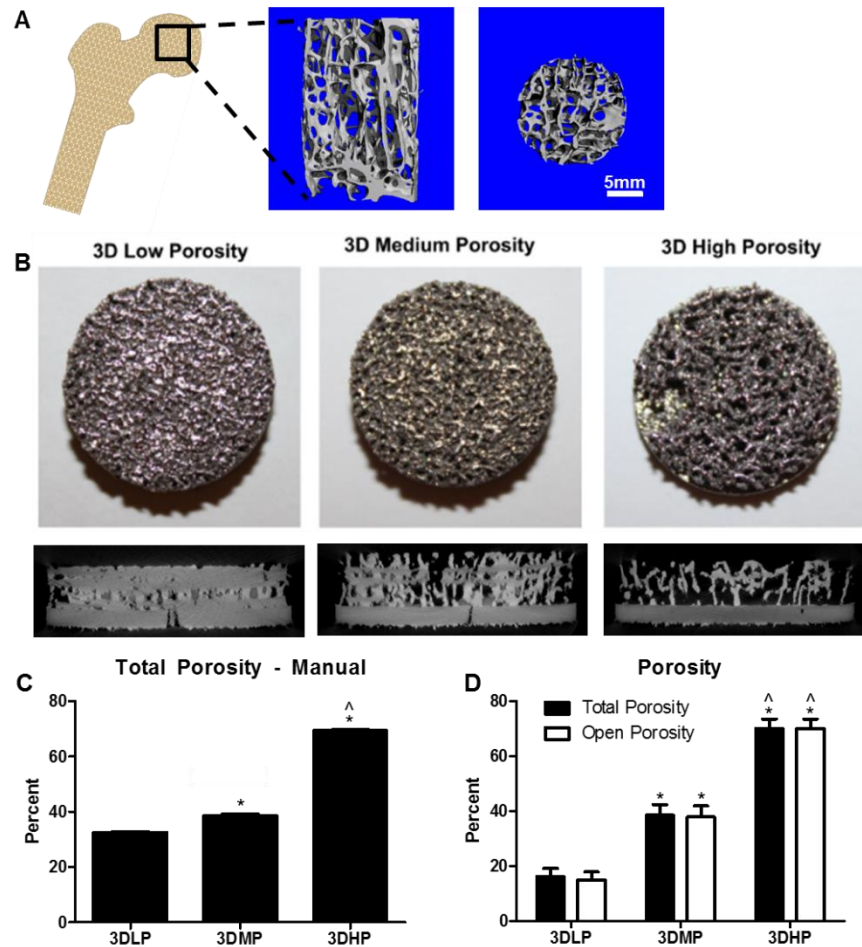 A
5mm
3D Low Porosity
3D Medium Porosity
3D High Porosity
B
C
Total Porosity - Manual
80
60
40
20
0
Percent
*
^
*
3DLP
3DMP
3DHP
D
Porosity
Total Porosity
Open Porosity
80
60
40
20
0
Percent
*
*
^
*
^
*
3DLP
3DMP
3DHP